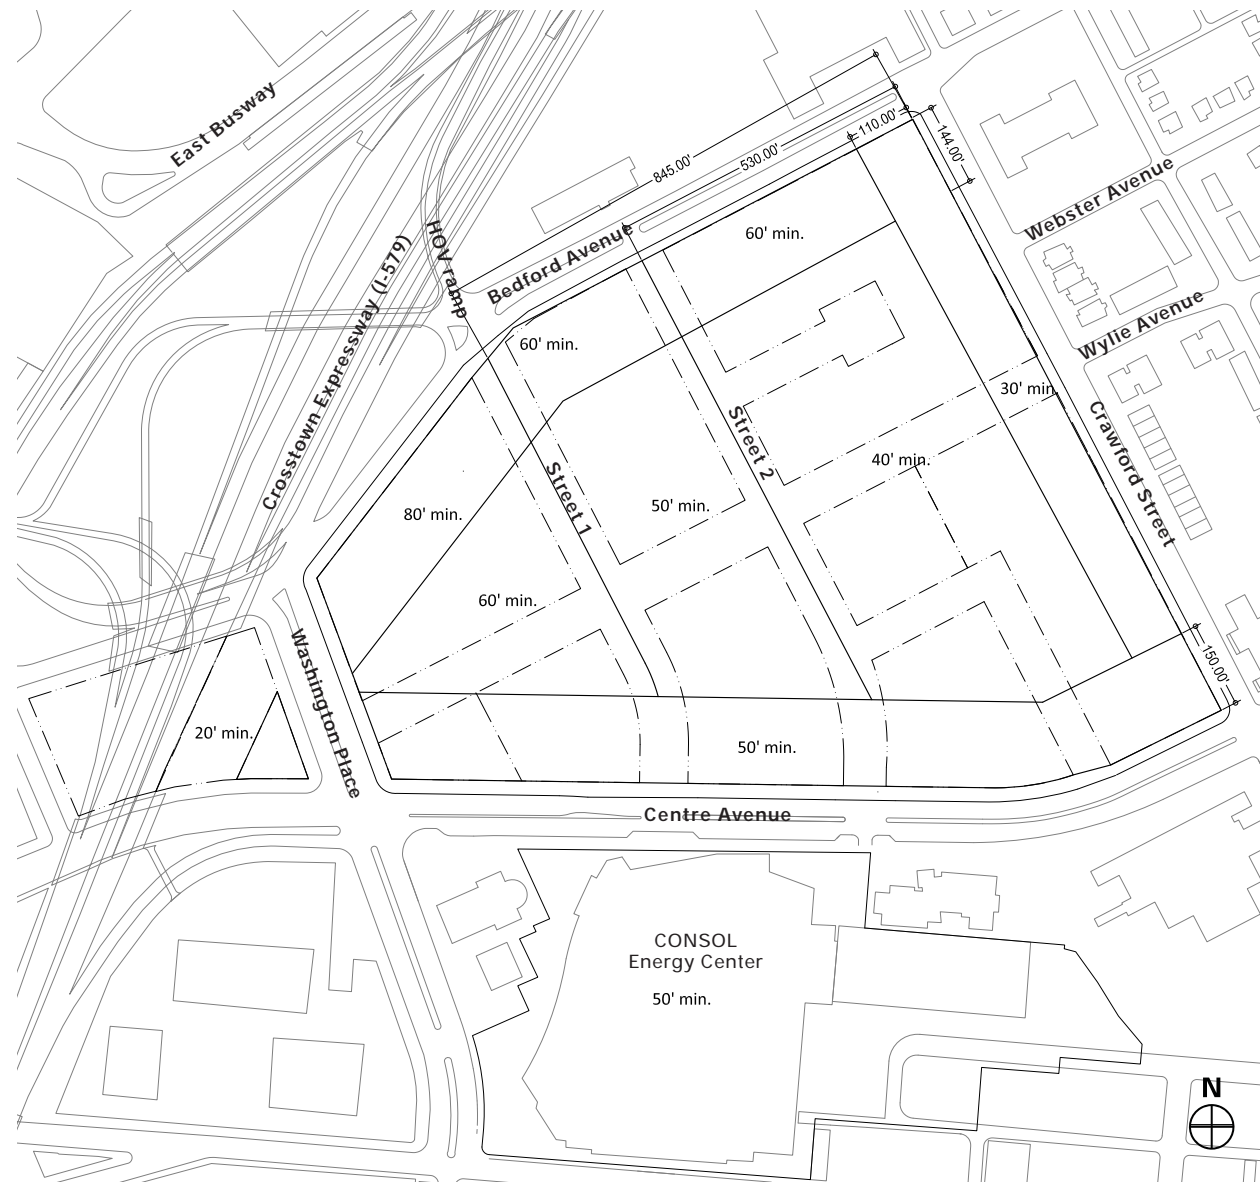 East Busway
845.00'
530.00'
110.00'
144.00'
Webster Avenue
HOV ramp
Bedford Avenue
60' min.
Crosstown Expressway (I-579)
Wylie Avenue
60' min.
30' min.
Street 2
Crawford Street
40' min.
Street 1
50' min.
80' min.
60' min.
150.00'
Washington Place
20' min.
50' min.
Centre Avenue
CONSOL
Energy Center
50' min.
N